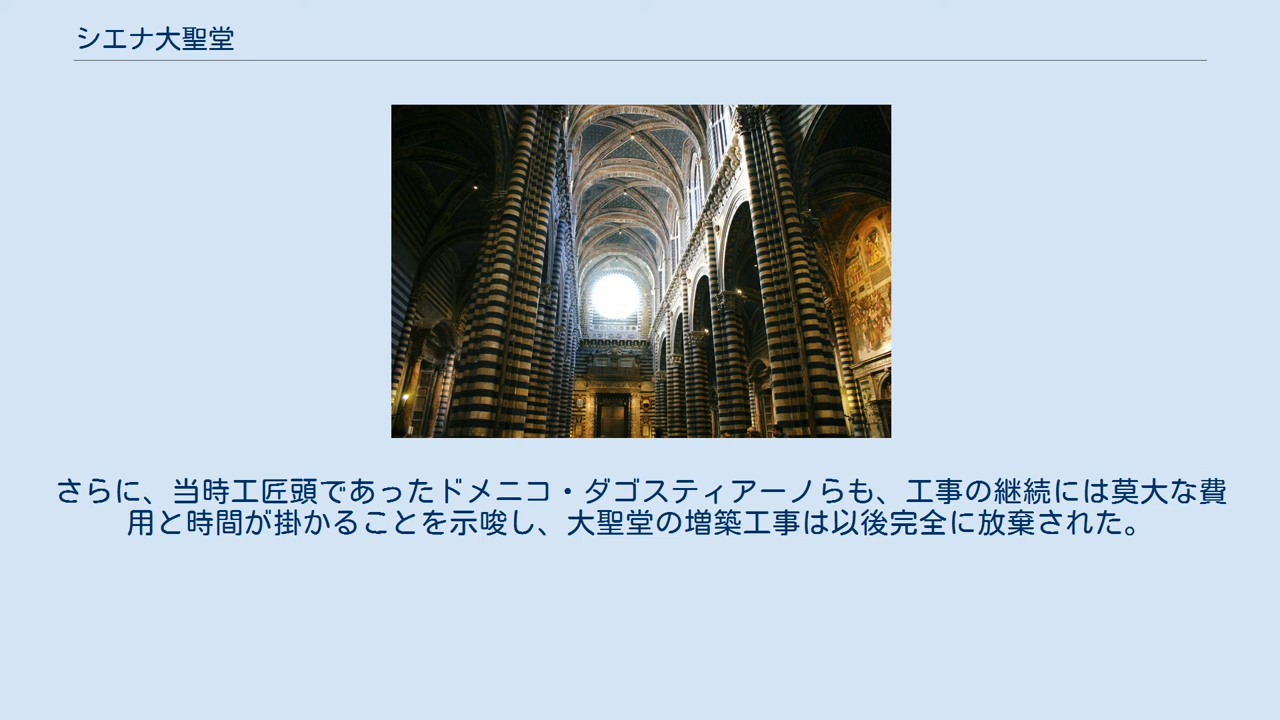 シエナ大聖堂
さらに、当時工匠頭であったドメニコ・ダゴスティアーノらも、工事の継続には莫大な費
用と時間が掛かることを示唆し、大聖堂の増築工事は以後完全に放棄された。